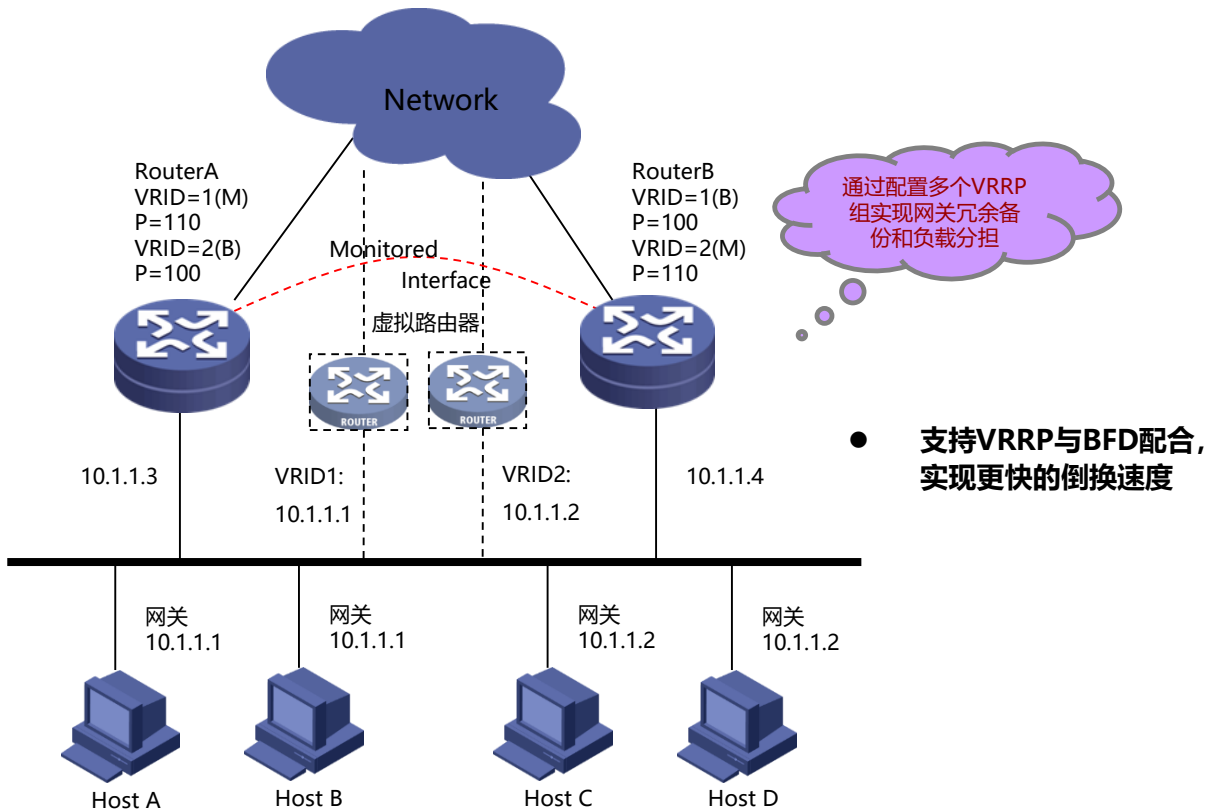 Network
RouterA
VRID=1(M)
P=110
VRID=2(B)
P=100
RouterB
VRID=1(B)
P=100
VRID=2(M)
P=110
通过配置多个VRRP
组实现网关冗余备
份和负载分担
Monitored
Interface
虚拟路由器
ROUTER
ROUTER
支持VRRP与BFD配合，
实现更快的倒换速度
10.1.1.3
VRID1:
10.1.1.1
VRID2:
10.1.1.2
10.1.1.4
网关
10.1.1.1
网关
10.1.1.1
网关
10.1.1.2
网关
10.1.1.2
Host A
Host B
Host C
Host D